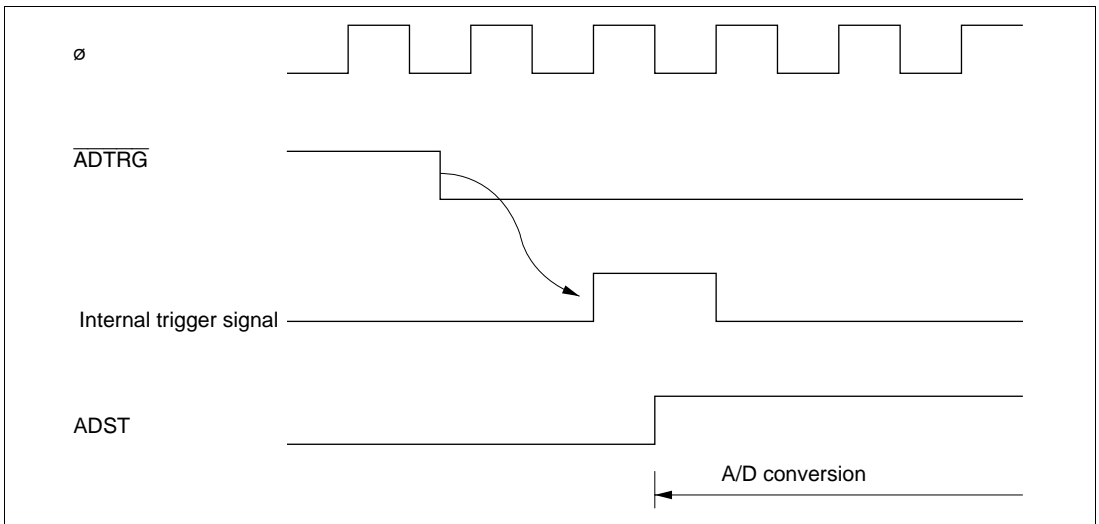 ø
ADTRG
Internal trigger signal
ADST
A/D conversion